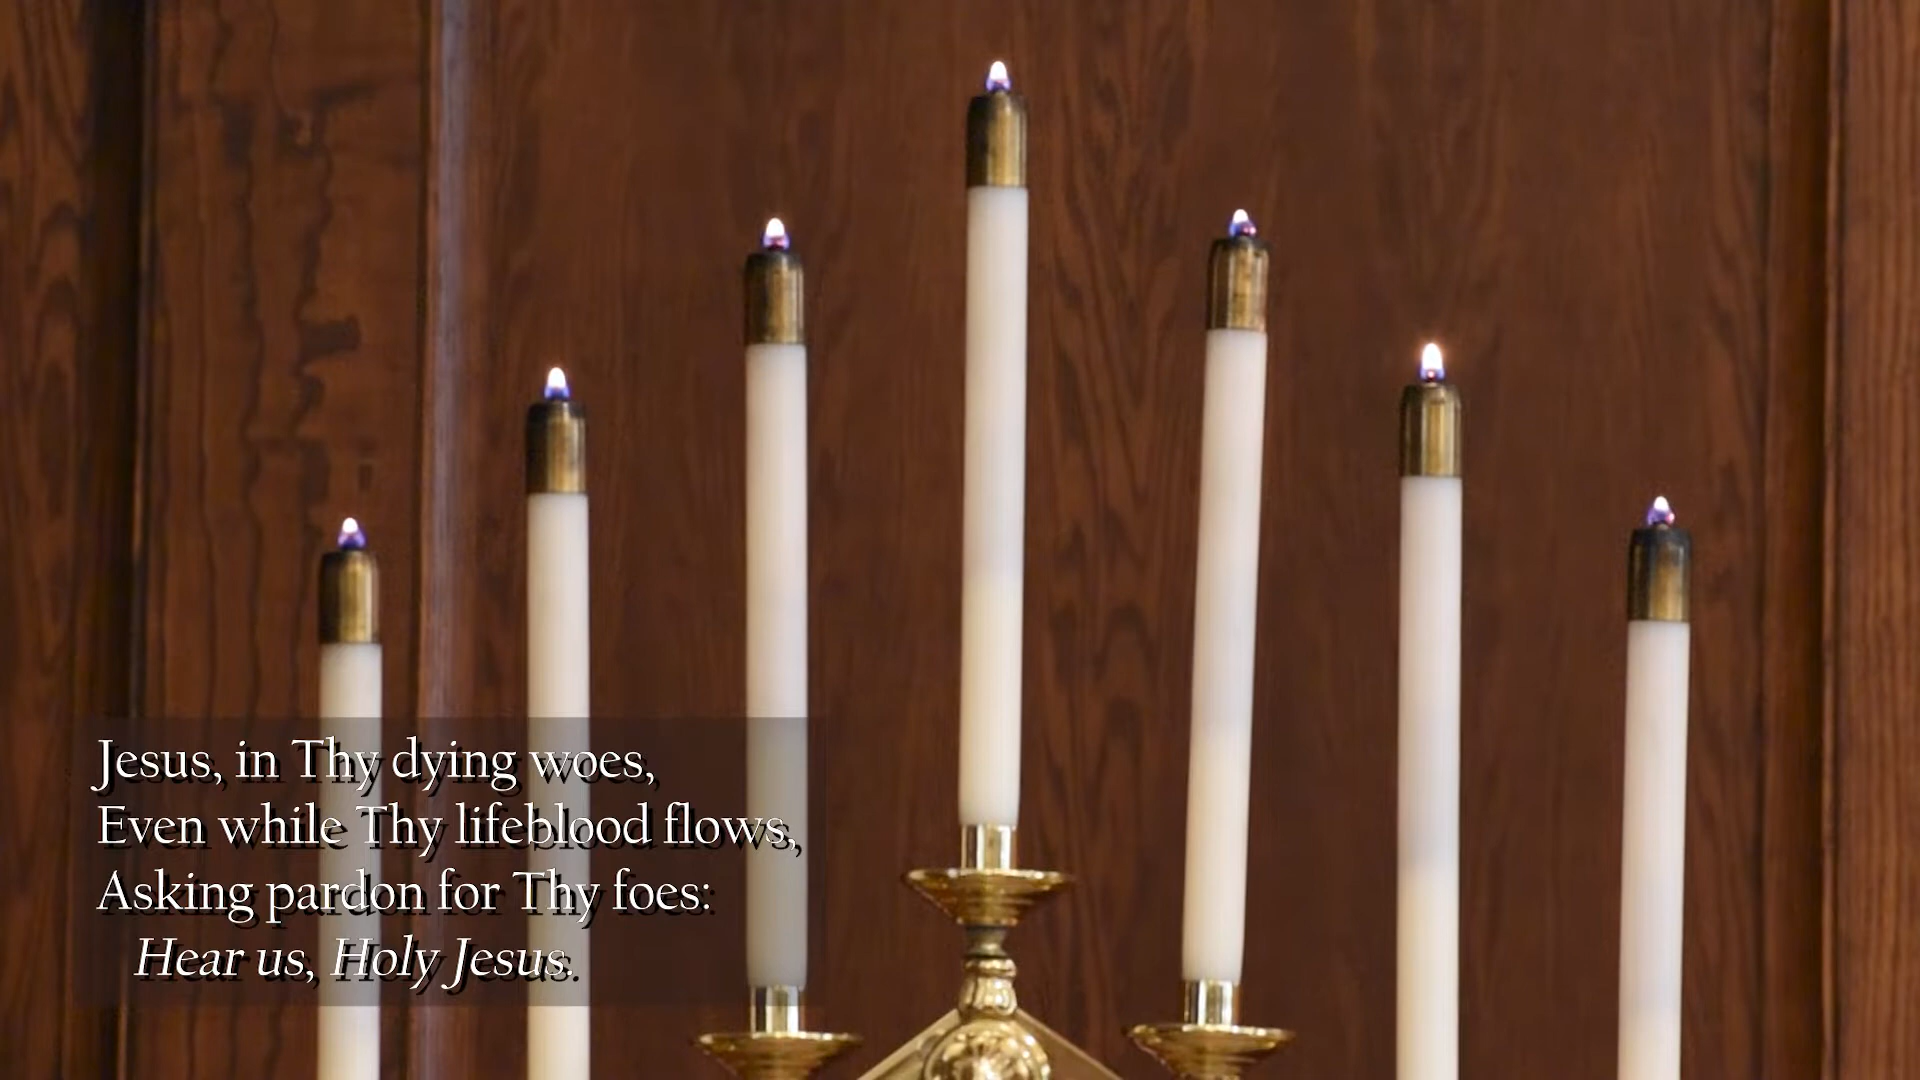 Jesus, in Thy dying woes,
Even while Thy lifeblood flows,
Asking pardon for Thy foes:
Hear us, Holy Jesus.